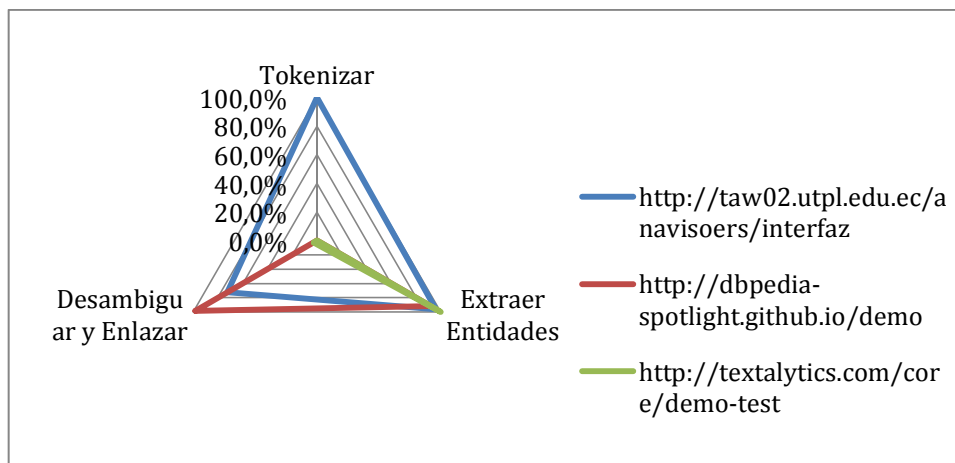 Tokenizar
100,0%
80,0%
60,0%
40,0%
20,0%
0,0%
Desambigu
ar y Enlazar
Extraer
Entidades
http://taw02.utpl.edu.ec/a
navisoers/interfaz
http://dbpedia-
spotlight.github.io/demo
http://textalytics.com/cor
e/demo-test